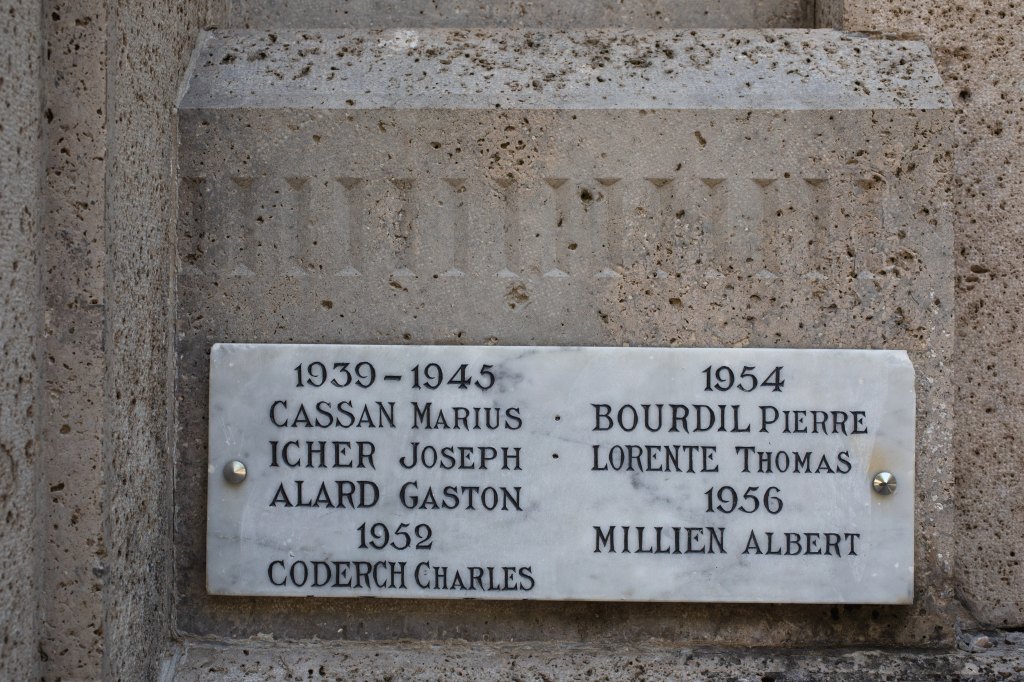 1939-1945
CASSAN MARIUS ·
ICHER JOSEPH ·
ALARD GASTON
1952
CODERCH CHARLES
1954
BOURDIL PIERRE
LORENTE THOMAS
1956
MILLIEN ALBERT